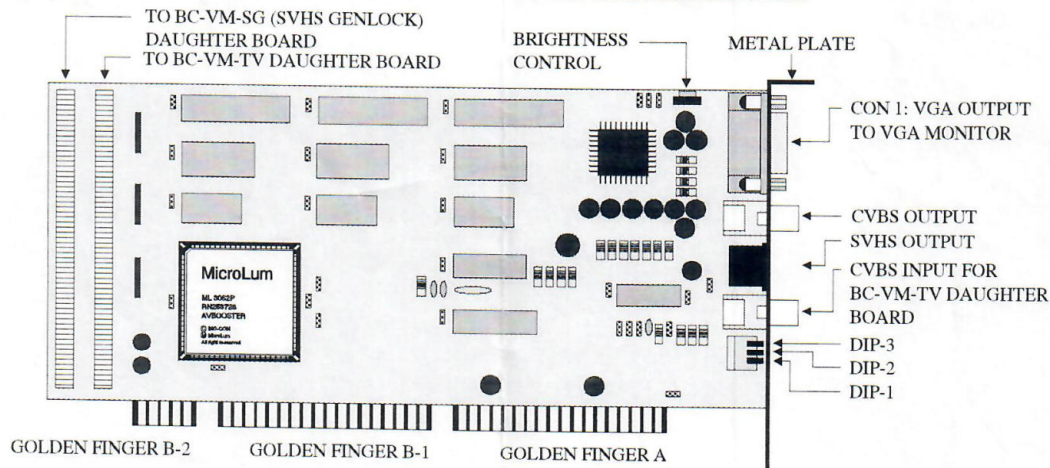 TO BC-VM-SG (SVHS GENLOCK)
DAUGHTER BOARD
TO BC-VM-TV DAUGHTER BOARD
BRIGHTNESS
CONTROL
METAL PLATE
CON 1: VGA OUTPUT
TO VGA MONITOR
CVBS OUTPUT
SVHS OUTPUT
CVBS INPUT FOR
BC-VM-TV DAUGHTER
BOARD
DIP-3
DIP-2
DIP-1
MicroLum
AVBOOSTER
MicroLum
GOLDEN FINGER B-2
GOLDEN FINGER B-1
GOLDEN FINGER A